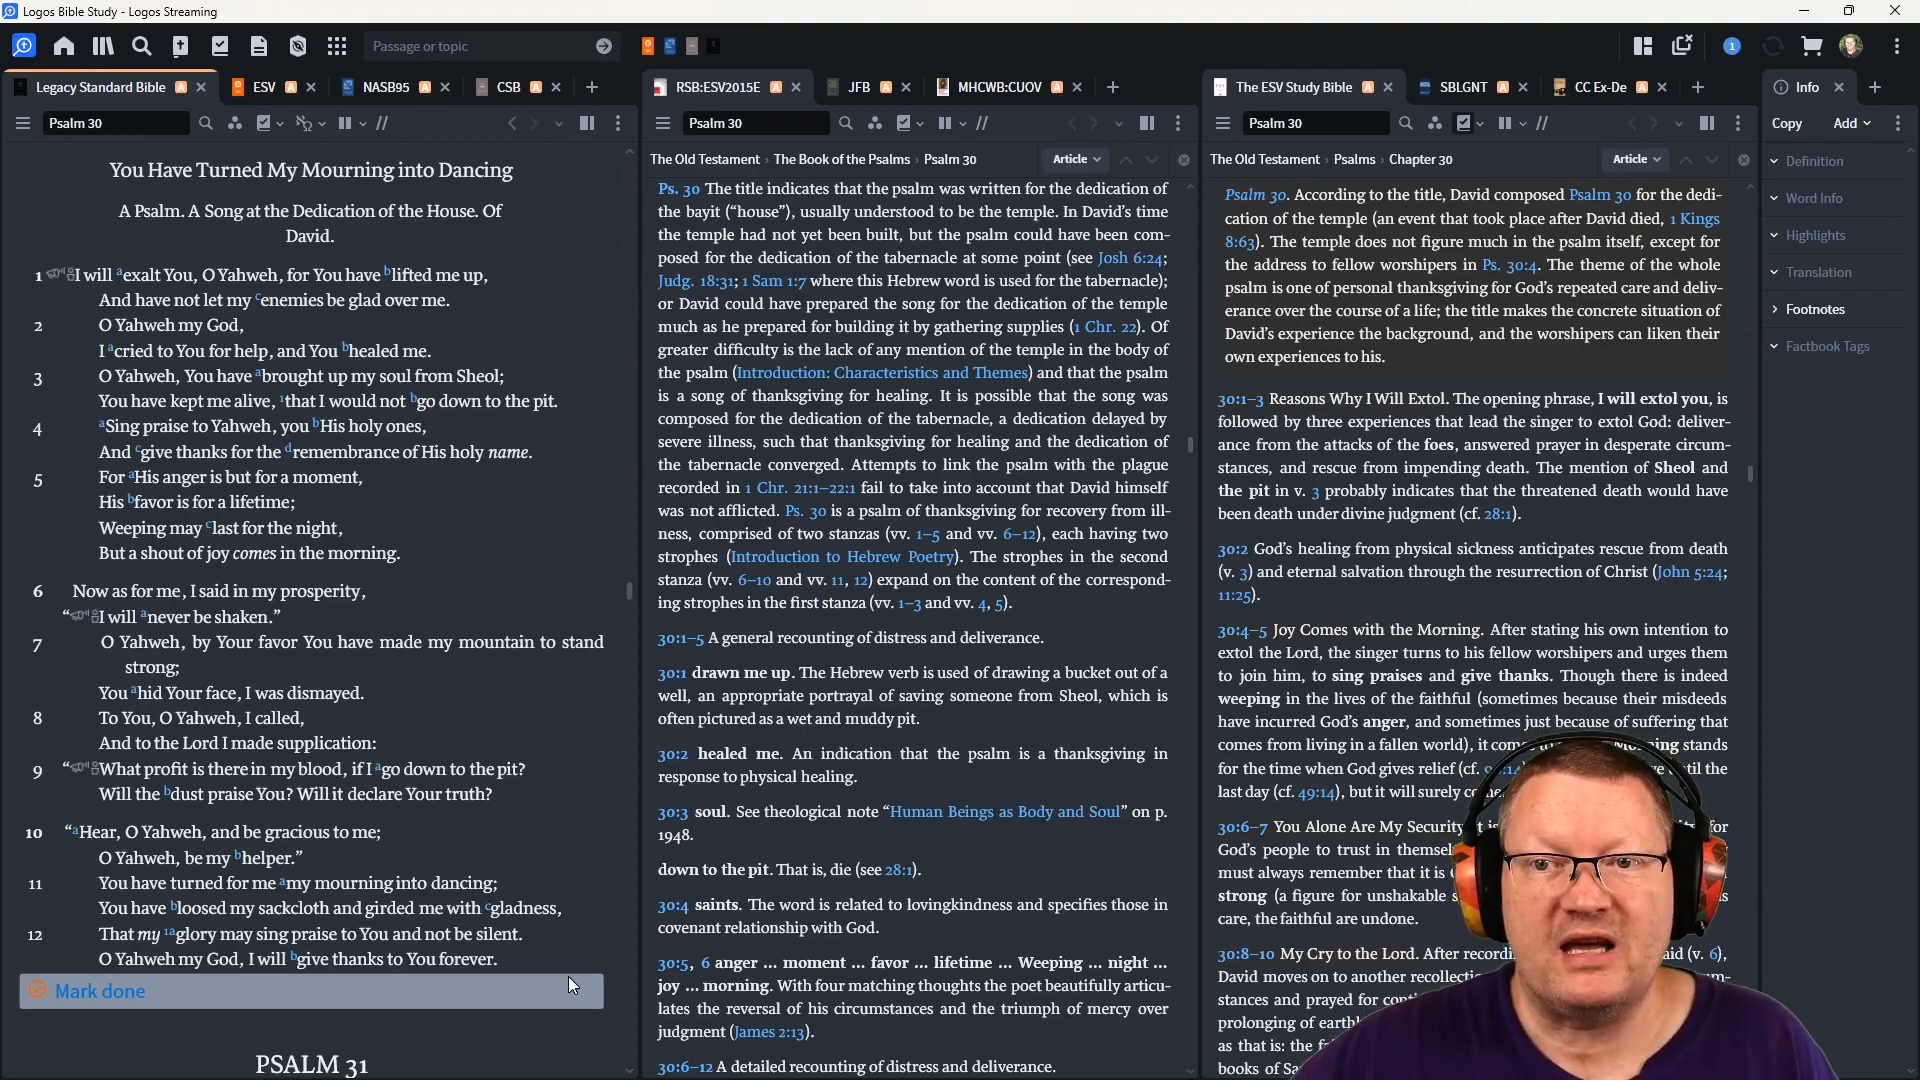 Logos Bible Study - Logos Streaming
Passage or topic
1
Legacy Standard Bible A
ESV A
NASB95 A
CSB A
RSB:ESV2015E A
JFB A
MHCWB:CUOV A
The ESV Study Bible A
SBLGNT A
CC Ex-De A
Info
Psalm 30
You Have Turned My Mourning into Dancing
A Psalm. A Song at the Dedication of the House. Of
David.
1 I will aexalt You, O Yahweh, for You have blifted me up,
And have not let my cenemies be glad over me.
2 O Yahweh my God,
I acried to You for help, and You bhealed me.
3 O Yahweh, You have abrought up my soul from Sheol;
You have kept me alive, 1that I would not bgo down to the pit.
4 aSing praise to Yahweh, you bHis holy ones,
And cgive thanks for the dremembrance of His holy name.
5 For aHis anger is but for a moment,
His bfavor is for a lifetime;
Weeping may clast for the night,
But a shout of joy comes in the morning.
6 Now as for me, I said in my prosperity,
“I will anever be shaken.”
7 O Yahweh, by Your favor You have made my mountain to stand
strong;
You ahid Your face, I was dismayed.
8 To You, O Yahweh, I called,
And to the Lord I made supplication:
9 “What profit is there in my blood, if I ago down to the pit?
Will the bdust praise You? Will it declare Your truth?
10 “aHear, O Yahweh, and be gracious to me;
O Yahweh, be my bhelper.”
11 You have turned for me amy mourning into dancing;
You have bloosed my sackcloth and girded me with cgladness,
12 That my 1aglory may sing praise to You and not be silent.
O Yahweh my God, I will bgive thanks to You forever.
Mark done
PSALM 31
Psalm 30
The Old Testament › The Book of the Psalms › Psalm 30 Article
Ps. 30 The title indicates that the psalm was written for the dedication of
the bayit (“house”), usually understood to be the temple. In David’s time
the temple had not yet been built, but the psalm could have been com-
posed for the dedication of the tabernacle at some point (see Josh 6:24;
Judg. 18:31; 1 Sam 1:7 where this Hebrew word is used for the tabernacle);
or David could have prepared the song for the dedication of the temple
much as he prepared for building it by gathering supplies (1 Chr. 22). Of
greater difficulty is the lack of any mention of the temple in the body of
the psalm (Introduction: Characteristics and Themes) and that the psalm
is a song of thanksgiving for healing. It is possible that the song was
composed for the dedication of the tabernacle, a dedication delayed by
severe illness, such that thanksgiving for healing and the dedication of
the tabernacle converged. Attempts to link the psalm with the plague
recorded in 1 Chr. 21:1–22:1 fail to take into account that David himself
was not afflicted. Ps. 30 is a psalm of thanksgiving for recovery from ill-
ness, comprised of two stanzas (vv. 1–5 and vv. 6–12), each having two
strophes (Introduction to Hebrew Poetry). The strophes in the second
stanza (vv. 6–10 and vv. 11, 12) expand on the content of the correspond-
ing strophes in the first stanza (vv. 1–3 and vv. 4, 5).
30:1–5 A general recounting of distress and deliverance.
30:1 drawn me up. The Hebrew verb is used of drawing a bucket out of a
well, an appropriate portrayal of saving someone from Sheol, which is
often pictured as a wet and muddy pit.
30:2 healed me. An indication that the psalm is a thanksgiving in
response to physical healing.
30:3 soul. See theological note “Human Beings as Body and Soul” on p.
1948.
down to the pit. That is, die (see 28:1).
30:4 saints. The word is related to lovingkindness and specifies those in
covenant relationship with God.
30:5, 6 anger ... moment ... favor ... lifetime ... Weeping ... night ...
joy ... morning. With four matching thoughts the poet beautifully articu-
lates the reversal of his circumstances and the triumph of mercy over
judgment (James 2:13).
30:6–12 A detailed recounting of distress and deliverance.
Psalm 30
The Old Testament › Psalms › Chapter 30 Article
Psalm 30. According to the title, David composed Psalm 30 for the dedi-
cation of the temple (an event that took place after David died, 1 Kings
8:63). The temple does not figure much in the psalm itself, except for
the address to fellow worshipers in Ps. 30:4. The theme of the whole
psalm is one of personal thanksgiving for God’s repeated care and deliv-
erance over the course of a life; the title makes the concrete situation of
David’s experience the background, and the worshipers can liken their
own experiences to his.
30:1–3 Reasons Why I Will Extol. The opening phrase, I will extol you, is
followed by three experiences that lead the singer to extol God: deliver-
ance from the attacks of the foes, answered prayer in desperate circum-
stances, and rescue from impending death. The mention of Sheol and
the pit in v. 3 probably indicates that the threatened death would have
been death under divine judgment (cf. 28:1).
30:2 God’s healing from physical sickness anticipates rescue from death
(v. 3) and eternal salvation through the resurrection of Christ (John 5:24;
11:25).
30:4–5 Joy Comes with the Morning. After stating his own intention to
extol the Lord, the singer turns to his fellow worshipers and urges them
to join him, to sing praises and give thanks. Though there is indeed
weeping in the lives of the faithful (sometimes because their misdeeds
have incurred God’s anger, and sometimes just because of suffering that
comes from living in a fallen world), it stands
for the time when God gives relief (cf. the
last day (cf. 49:14), but it will surely
30:6–7 You Alone Are My Security for
God’s people to trust in
must always remember that it is
strong (a figure for unshakable
care, the faithful are undone.
30:8–10 My Cry to the Lord. After (v. 6),
David moves on to another
stances and prayed for
prolonging of
as that is: the
books of
Copy Add
Definition
Word Info
Highlights
Translation
Footnotes
Factbook Tags